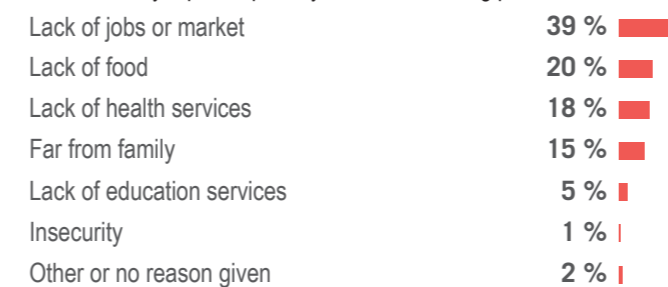 Lack of jobs or market 39 %
Lack of food 20 %
Lack of health services 18 %
Far from family 15 %
Lack of education services 5 %
Insecurity 1 %
Other or no reason given 2 %